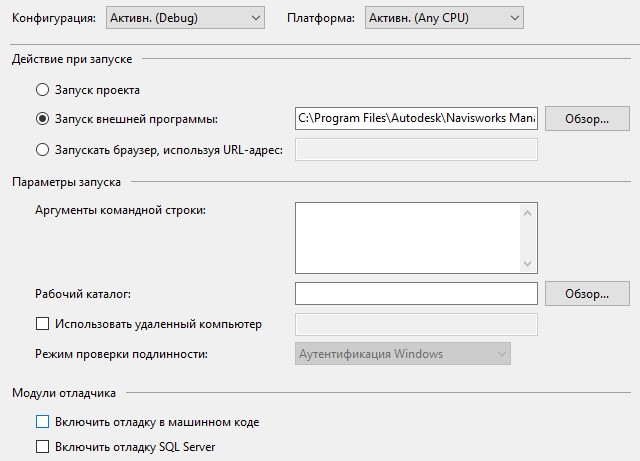 Конфигурация: Активн. (Debug) Платформа: Активн. (Any CPU)
Действие при запуске
Запуск проекта
Запуск внешней программы: C:\Program Files\Autodesk\Navisworks Mana Обзор...
Запускать браузер, используя URL-адрес:
Параметры запуска
Аргументы командной строки:
Рабочий каталог: Обзор...
Использовать удаленный компьютер
Режим проверки подлинности: Аутентификация Windows
Модули отладчика
Включить отладку в машинном коде
Включить отладку SQL Server